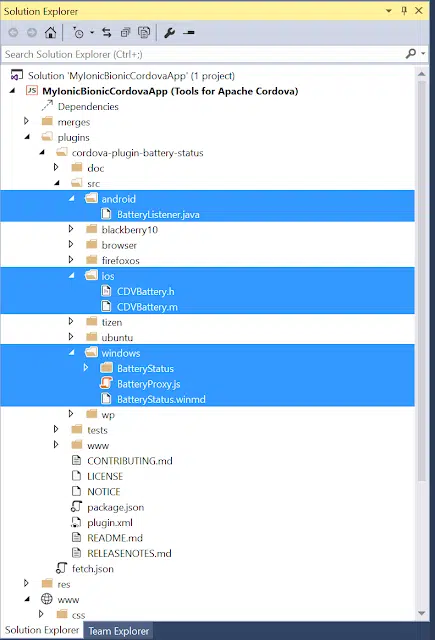 Solution Explorer
Search Solution Explorer (Ctrl+;)
Solution 'MyIonicBionicCordovaApp' (1 project)
JS MyIonicBionicCordovaApp (Tools for Apache Cordova)
Dependencies
merges
plugins
cordova-plugin-battery-status
doc
src
android
BatteryListener.java
blackberry10
browser
firefoxos
ios
CDVBattery.h
CDVBattery.m
tizen
ubuntu
windows
BatteryStatus
BatteryProxy.js
BatteryStatus.winmd
wp
tests
www
CONTRIBUTING.md
LICENSE
NOTICE
package.json
plugin.xml
README.md
RELEASENOTES.md
fetch.json
res
www
css
Solution Explorer Team Explorer